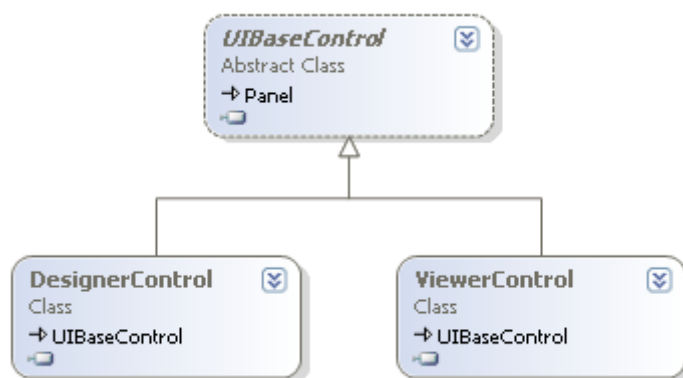 UIBaseControl
Abstract Class
Panel
DesignerControl
Class
UIBaseControl
ViewerControl
Class
UIBaseControl